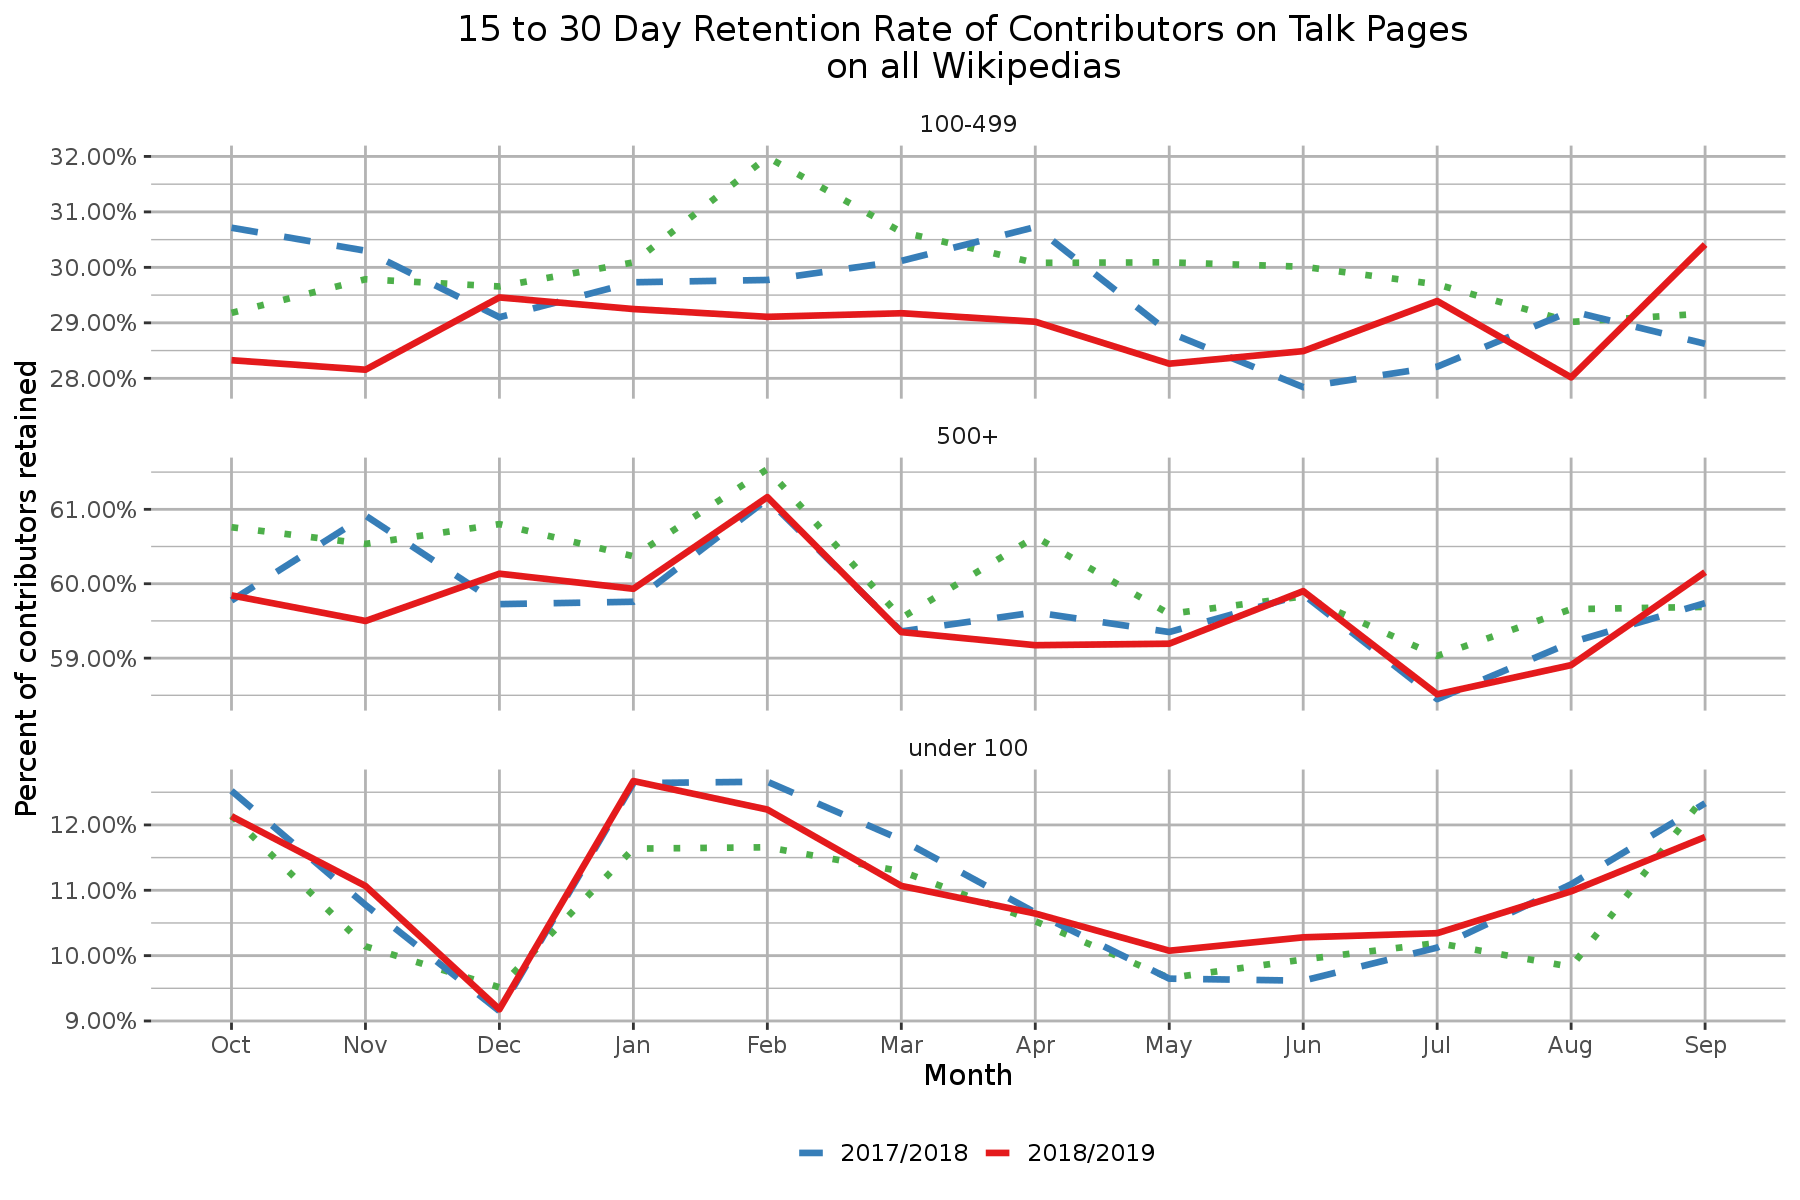 15 to 30 Day Retention Rate of Contributors on Talk Pages
on all Wikipedias
Percent of contributors retained
100-499
32.00%
31.00%
30.00%
29.00%
28.00%
500+
61.00%
60.00%
59.00%
under 100
12.00%
11.00%
10.00%
9.00%
Oct Nov Dec Jan Feb Mar Apr May Jun Jul Aug Sep
Month
2017/2018 2018/2019